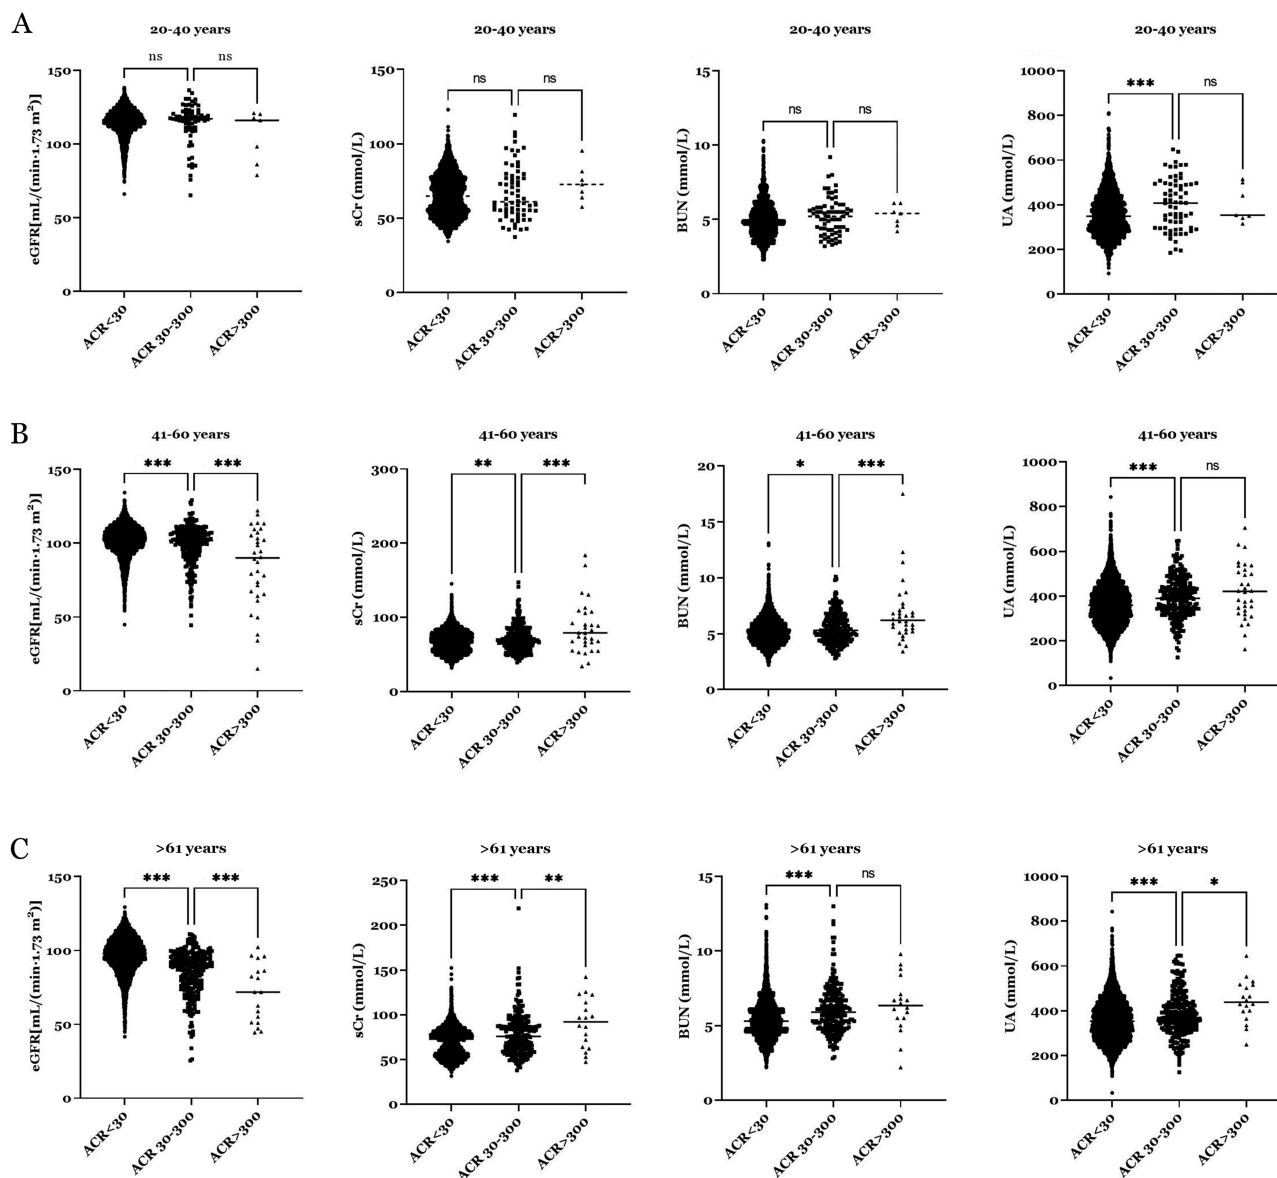 A
20-40 years
ns ns
eGFR[mL/(min·1.73 m²)]
150
100
50
0
ACR<30
ACR 30-300
ACR>300
20-40 years
ns ns
sCr (mmol/L)
150
100
50
0
ACR<30
ACR 30-300
ACR>300
20-40 years
ns ns
BUN (mmol/L)
15
10
5
0
ACR<30
ACR 30-300
ACR>300
20-40 years
*** ns
UA (mmol/L)
1000
800
600
400
200
0
ACR<30
ACR 30-300
ACR>300
B
41-60 years
*** ***
eGFR[mL/(min·1.73 m²)]
150
100
50
0
ACR<30
ACR 30-300
ACR>300
41-60 years
** ***
sCr (mmol/L)
300
200
100
0
ACR<30
ACR 30-300
ACR>300
41-60 years
* ***
BUN (mmol/L)
20
15
10
5
0
ACR<30
ACR 30-300
ACR>300
41-60 years
*** ns
UA (mmol/L)
1000
800
600
400
200
0
ACR<30
ACR 30-300
ACR>300
C
>61 years
*** ***
eGFR[mL/(min·1.73 m²)]
150
100
50
0
ACR<30
ACR 30-300
ACR>300
>61 years
*** **
sCr (mmol/L)
250
200
150
100
50
0
ACR<30
ACR 30-300
ACR>300
>61 years
*** ns
BUN (mmol/L)
15
10
5
0
ACR<30
ACR 30-300
ACR>300
>61 years
*** *
UA (mmol/L)
1000
800
600
400
200
0
ACR<30
ACR 30-300
ACR>300